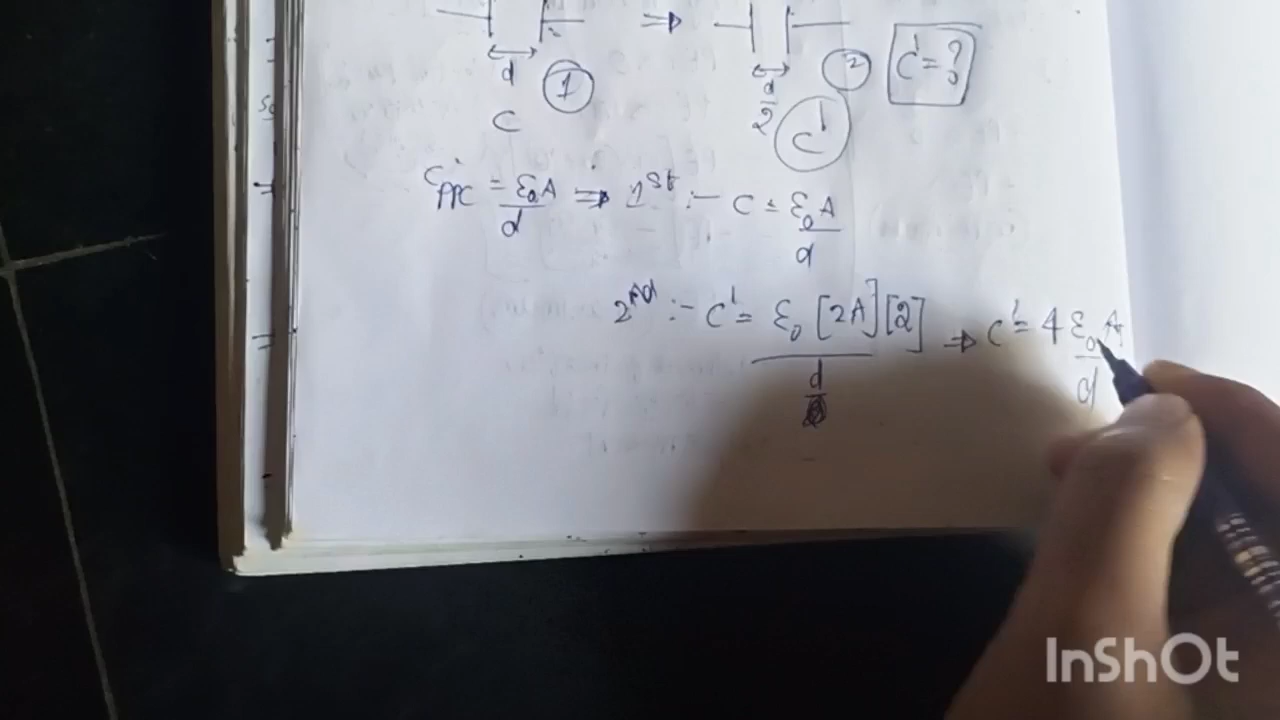 ⇒
d ① d/2 ② C' = ?
C C'
C_PPC = ε₀A/d ⇒ 1st :- C = ε₀A/d
2nd :- C' = ε₀ [2A][2]/d ⇒ C' = 4 ε₀A/d
InShOt